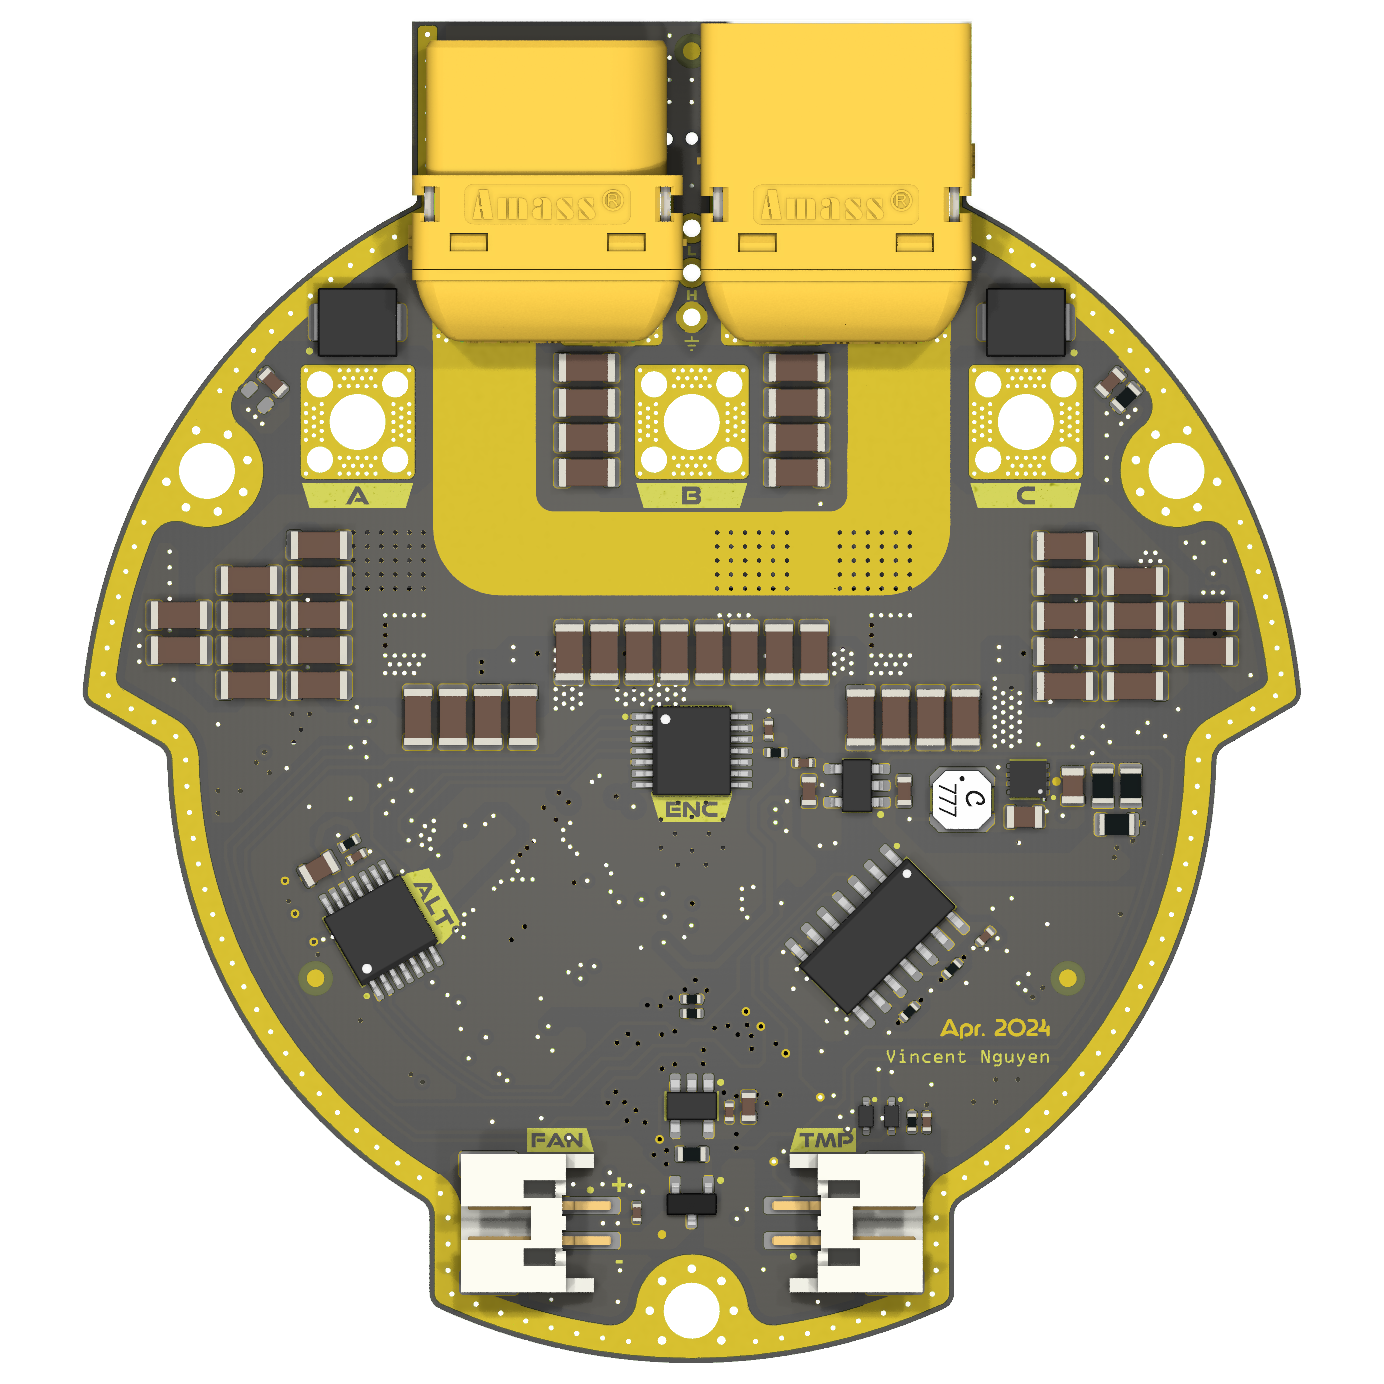 Amass® Amass®
L
H
A B C
ENC
C
777
ALT
Apr. 2024
Vincent Nguyen
FAN TMP
+
-